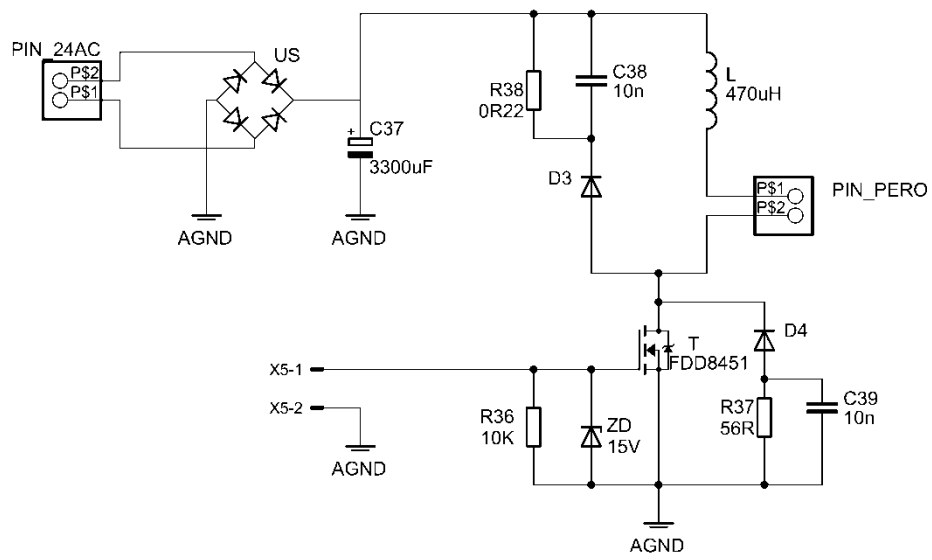 PIN_24AC
P$2
P$1
US
+
C37
3300uF
AGND
AGND
R38
0R22
C38
10n
D3
L
470uH
P$1
P$2
PIN_PERO
X5-1
X5-2
AGND
R36
10K
ZD
15V
T
FDD8451
D4
R37
56R
C39
10n
AGND